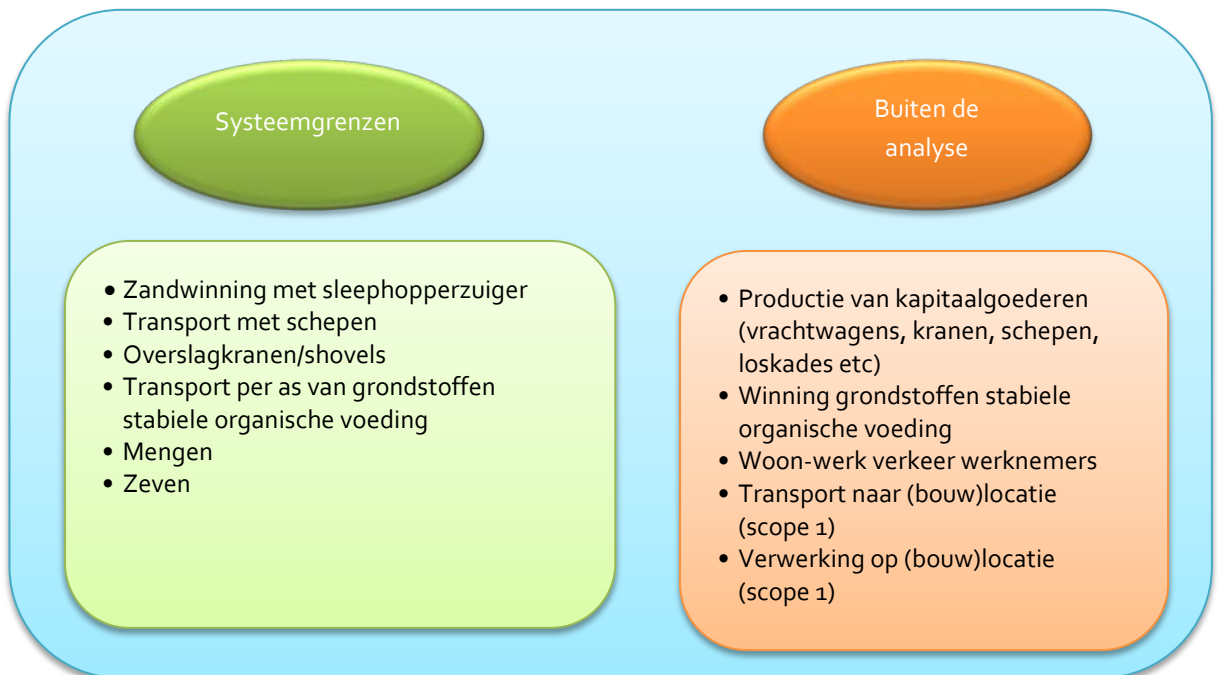 Systeemgrenzen
• Zandwinning met sleephopperzuiger
• Transport met schepen
• Overslagkranen/shovels
• Transport per as van grondstoffen
stabiele organische voeding
• Mengen
• Zeven
Buiten de
analyse
• Productie van kapitaalgoederen
(vrachtwagens, kranen, schepen,
loskades etc)
• Winning grondstoffen stabiele
organische voeding
• Woon-werk verkeer werknemers
• Transport naar (bouw)locatie
(scope 1)
• Verwerking op (bouw)locatie
(scope 1)